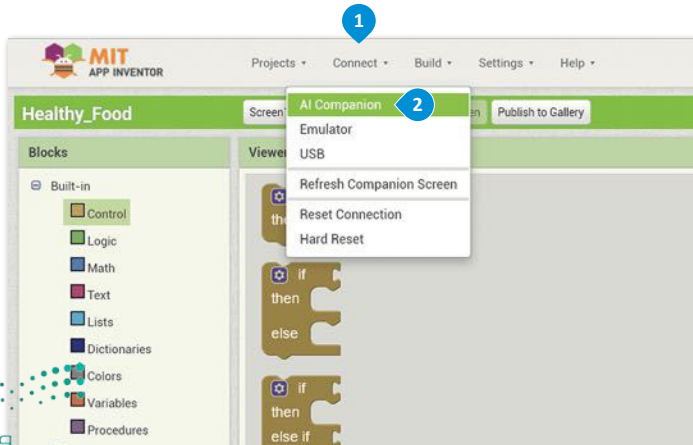 1
MIT
APP INVENTOR
Projects Connect Build Settings Help
Healthy_Food
Screen
AI Companion
2
Publish to Gallery
Emulator
USB
Refresh Companion Screen
Reset Connection
Hard Reset
Blocks
Viewer
Built-in
Control
Logic
Math
Text
Lists
Dictionaries
Colors
Variables
Procedures
if
then
else
if
then
else if